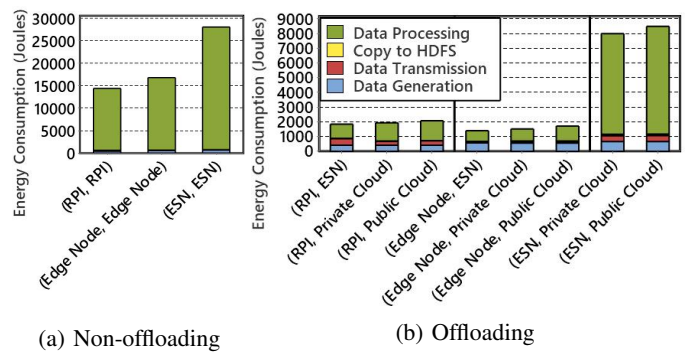 Energy Consumption (Joules)
30000
25000
20000
15000
10000
5000
0
(RPI, RPI)
(Edge Node, Edge Node)
(ESN, ESN)
(a) Non-offloading
Energy Consumption (Joules)
9000
8000
7000
6000
5000
4000
3000
2000
1000
0
Data Processing
Copy to HDFS
Data Transmission
Data Generation
(RPI, ESN)
(RPI, Private Cloud)
(RPI, Public Cloud)
(Edge Node, ESN)
(Edge Node, Private Cloud)
(Edge Node, Public Cloud)
(ESN, Private Cloud)
(ESN, Public Cloud)
(b) Offloading